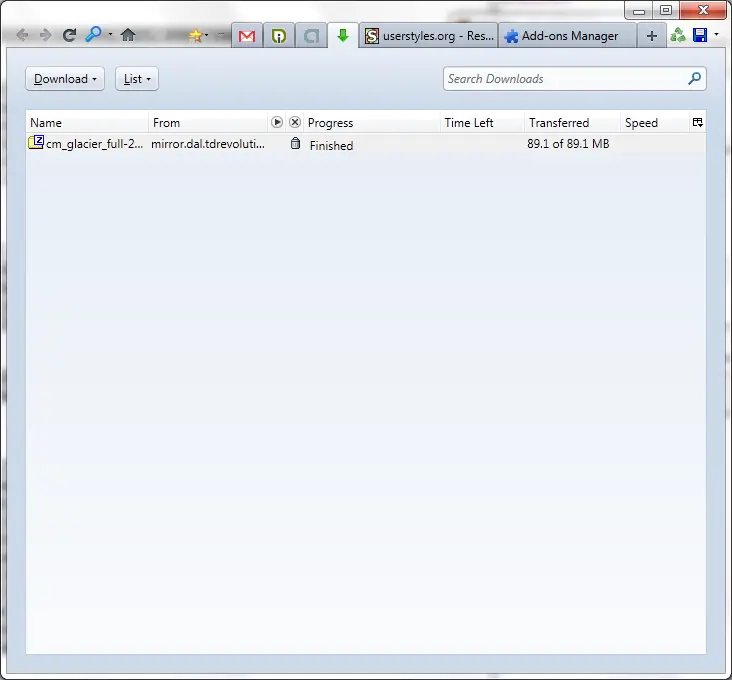 userstyles.org - Res...
Add-ons Manager
Download
List
Search Downloads
Name
From
Progress
Time Left
Transferred
Speed
cm_glacier_full-2...
mirror.dal.tdrevoluti...
Finished
89.1 of 89.1 MB